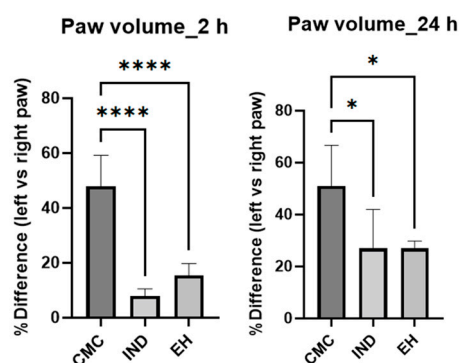 Paw volume_2 h
% Difference (left vs right paw)
80
60
40
20
0
****
****
CMC
IND
EH
Paw volume_24 h
% Difference (left vs right paw)
80
60
40
20
0
*
*
CMC
IND
EH